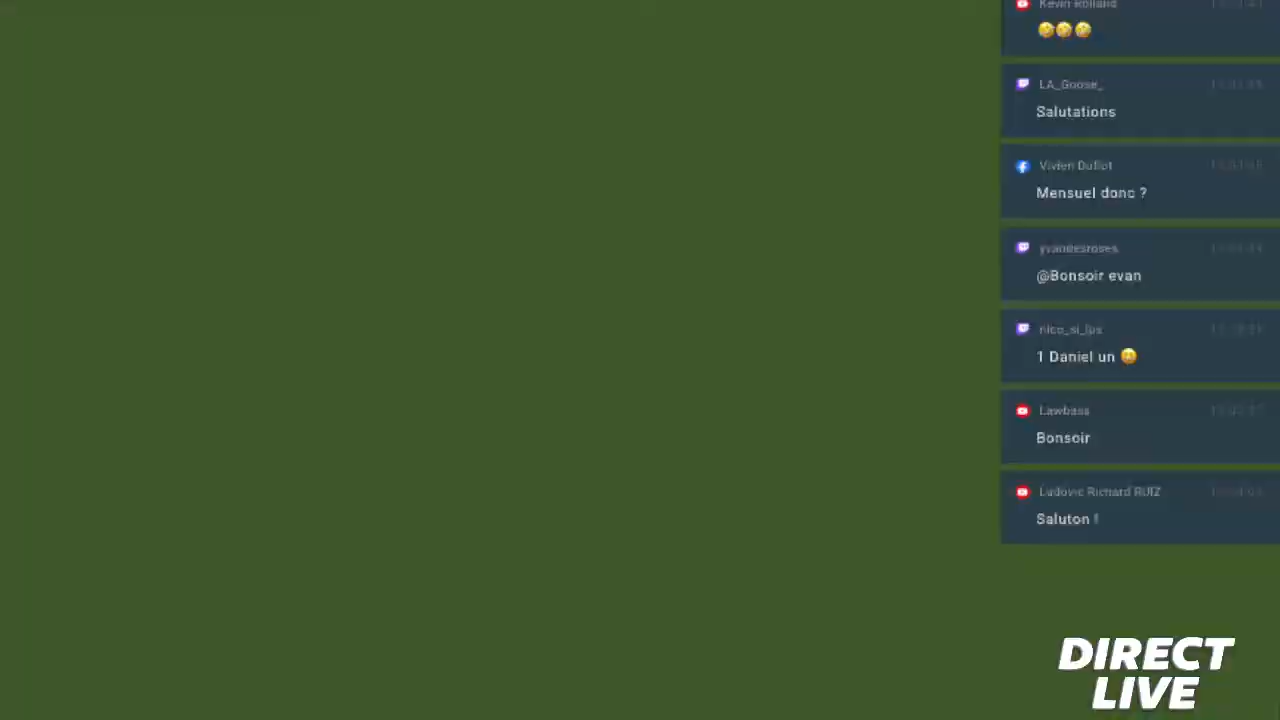 Kevin Rolland
🤣🤣🤣
LA_Goose_
Salutations
Vivien Duflot
Mensuel donc ?
yvandesroses
@Bonsoir evan
nico_si_lps
1 Daniel un 😀
Lawbass
Bonsoir
Ludovic Richard RUIZ
Saluton !
DIRECT
LIVE